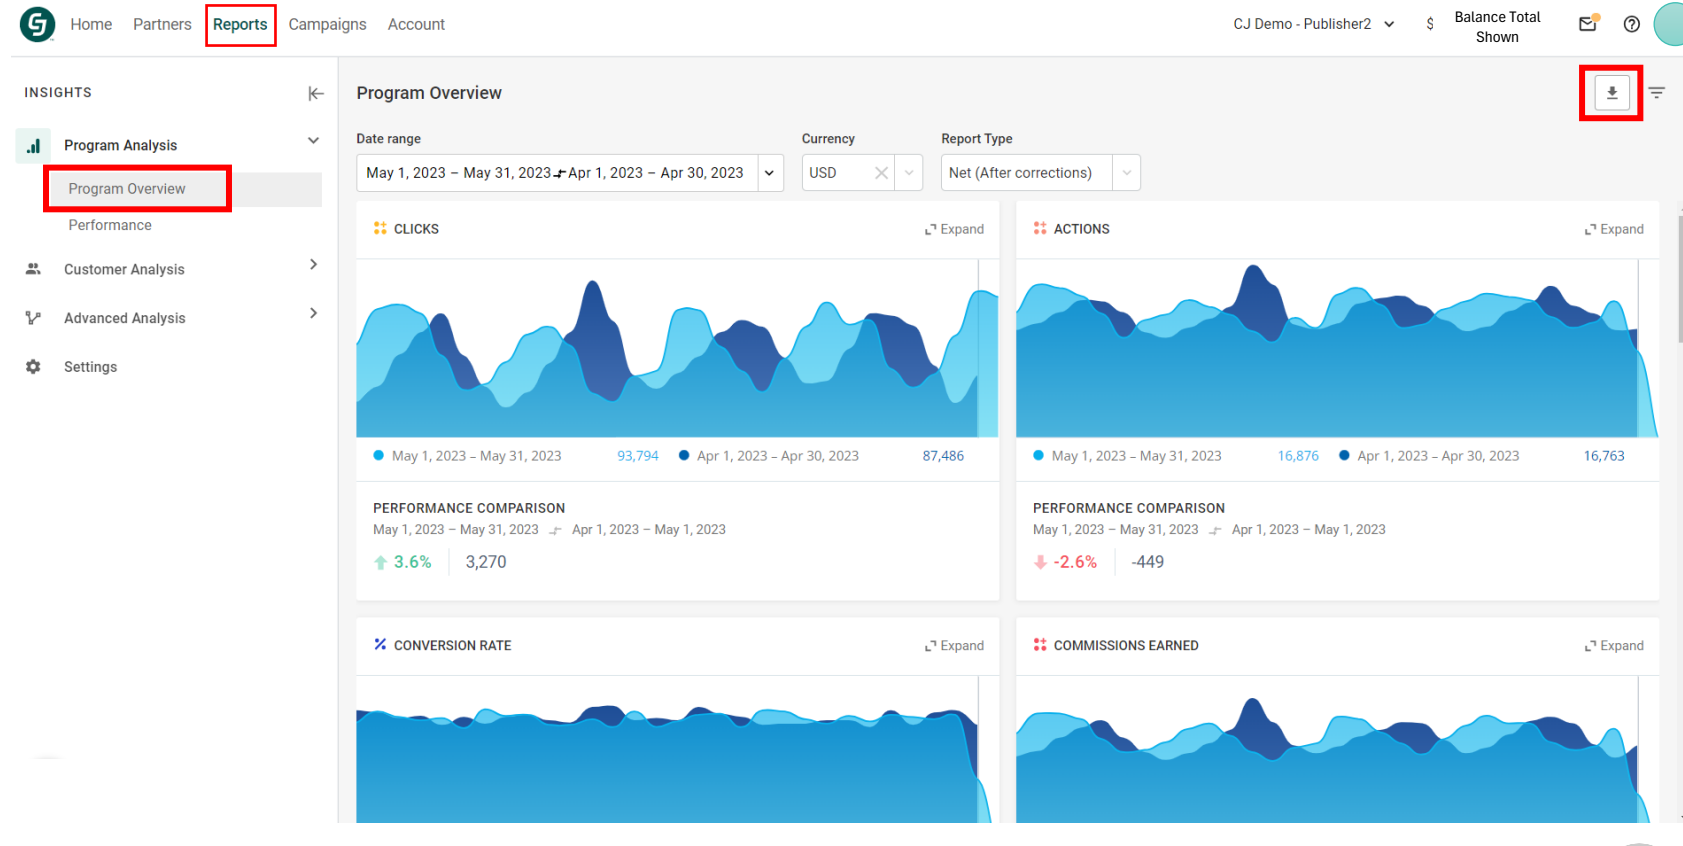 Home Partners Reports Campaigns Account
CJ Demo - Publisher2
$
Balance Total
Shown
INSIGHTS
Program Analysis
Program Overview
Performance
Customer Analysis
Advanced Analysis
Settings
Program Overview
Date range
Currency
Report Type
May 1, 2023 – May 31, 2023 Apr 1, 2023 – Apr 30, 2023
USD
Net (After corrections)
CLICKS
Expand
May 1, 2023 – May 31, 2023 93,794 Apr 1, 2023 – Apr 30, 2023 87,486
PERFORMANCE COMPARISON
May 1, 2023 – May 31, 2023 Apr 1, 2023 – May 1, 2023
3.6% 3,270
ACTIONS
Expand
May 1, 2023 – May 31, 2023 16,876 Apr 1, 2023 – Apr 30, 2023 16,763
PERFORMANCE COMPARISON
May 1, 2023 – May 31, 2023 Apr 1, 2023 – May 1, 2023
-2.6% -449
CONVERSION RATE
Expand
COMMISSIONS EARNED
Expand